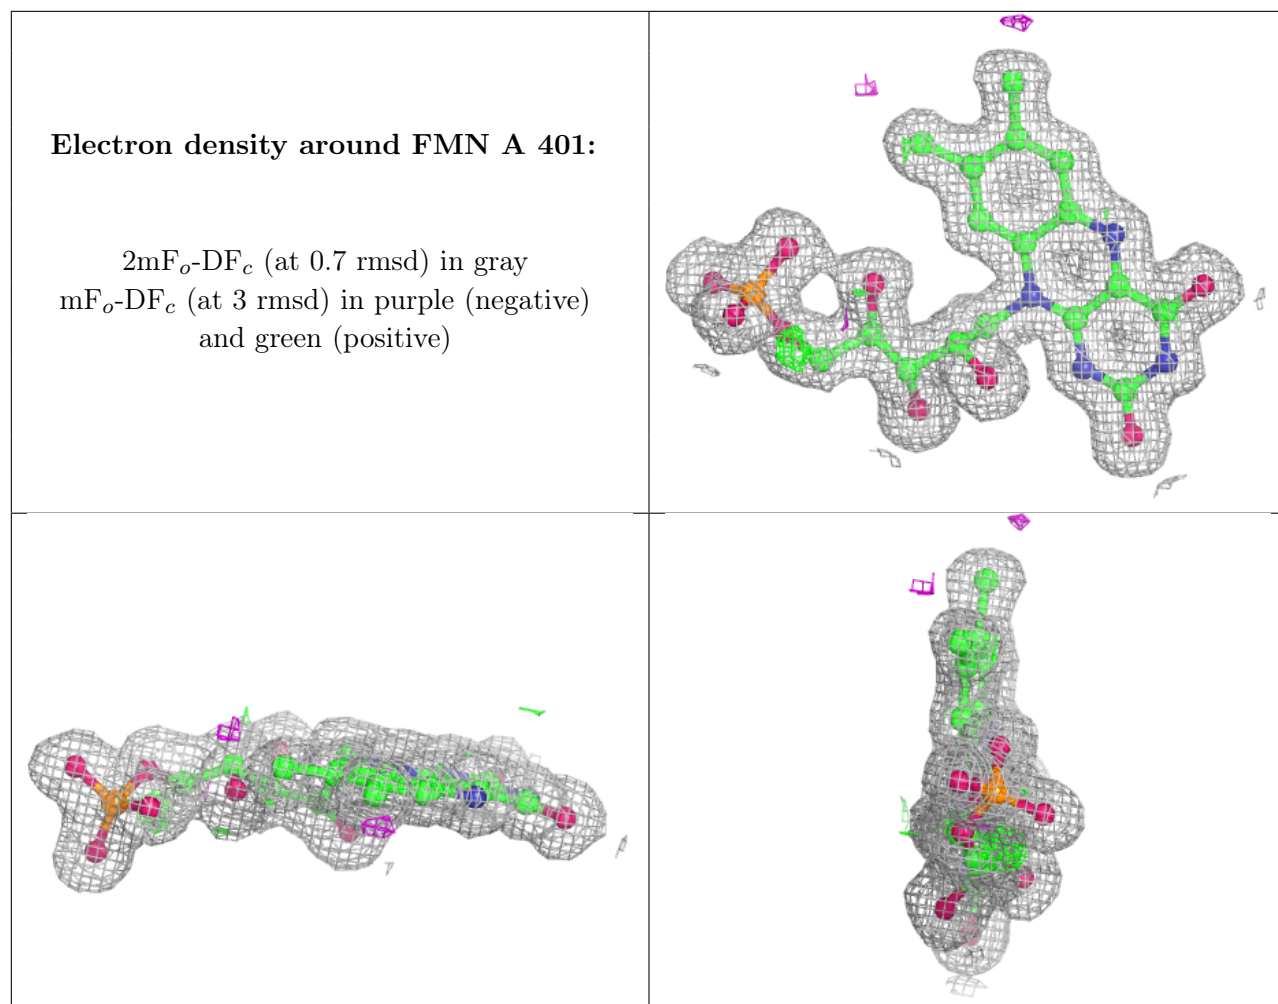 Electron density around FMN A 401:
2mFₒ-DF𝒸 (at 0.7 rmsd) in gray
mFₒ-DF𝒸 (at 3 rmsd) in purple (negative)
and green (positive)